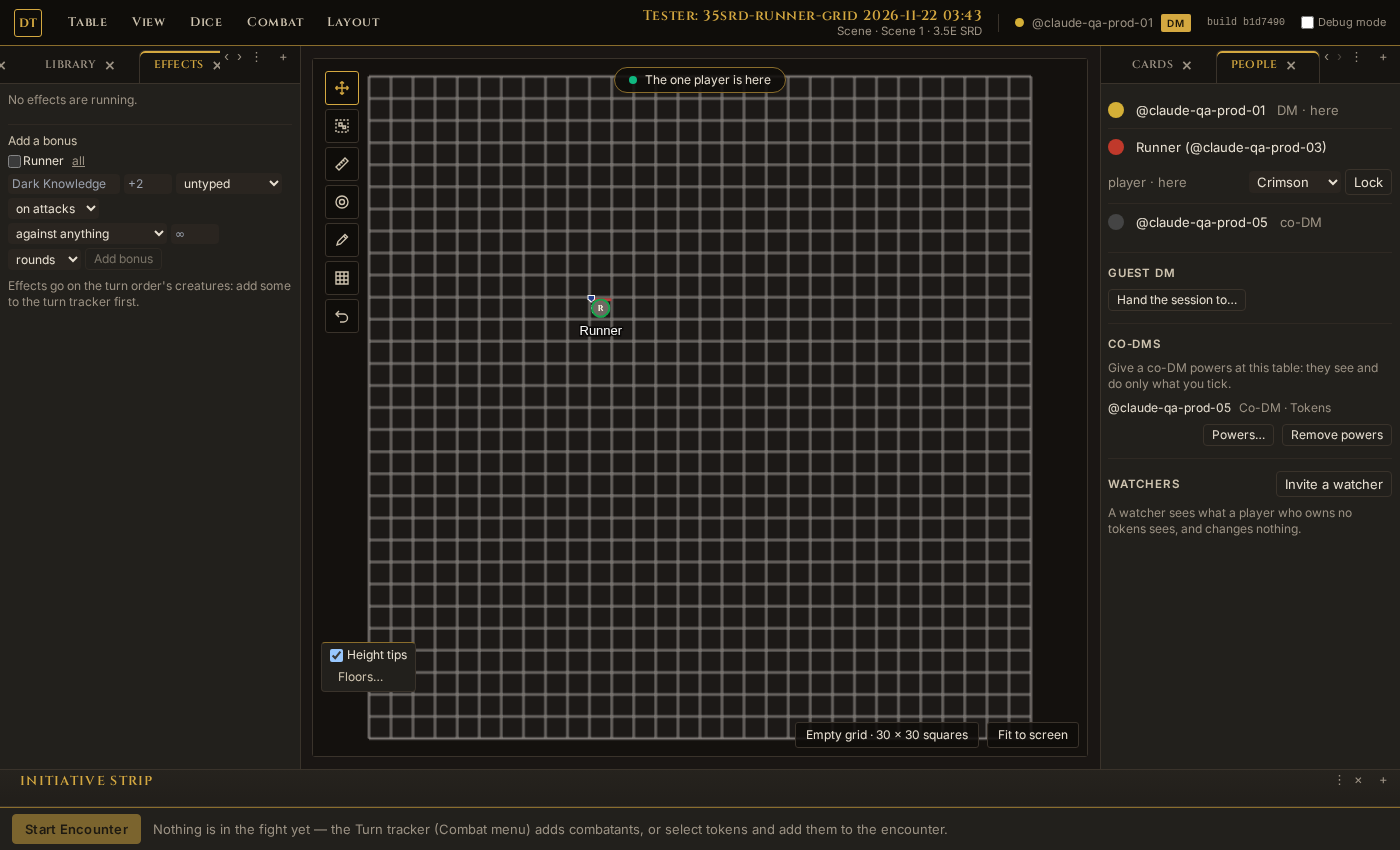 DT
TABLE
VIEW
DICE
COMBAT
LAYOUT
TESTER: 35SRD-RUNNER-GRID 2026-11-22 03:43
Scene · Scene 1 · 3.5E SRD
@claude-qa-prod-01
DM
build b1d7490
Debug mode
LIBRARY
EFFECTS
No effects are running.
Add a bonus
Runner all
Dark Knowledge +2 untyped
on attacks
against anything ∞
rounds Add bonus
Effects go on the turn order's creatures: add some
to the turn tracker first.
The one player is here
R
Runner
Height tips
Floors...
Empty grid · 30 × 30 squares
Fit to screen
CARDS
PEOPLE
@claude-qa-prod-01 DM · here
Runner (@claude-qa-prod-03)
player · here Crimson Lock
@claude-qa-prod-05 co-DM
GUEST DM
Hand the session to...
CO-DMS
Give a co-DM powers at this table: they see and
do only what you tick.
@claude-qa-prod-05 Co-DM · Tokens
Powers... Remove powers
WATCHERS Invite a watcher
A watcher sees what a player who owns no
tokens sees, and changes nothing.
INITIATIVE STRIP
Start Encounter
Nothing is in the fight yet — the Turn tracker (Combat menu) adds combatants, or select tokens and add them to the encounter.